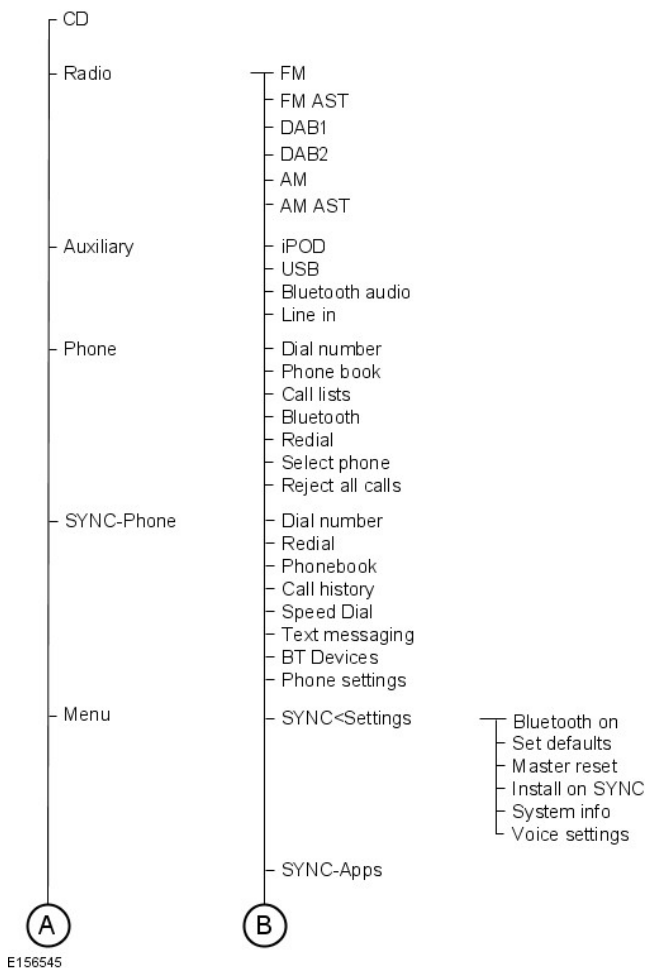 CD
Radio
FM
FM AST
DAB1
DAB2
AM
AM AST
Auxiliary
iPOD
USB
Bluetooth audio
Line in
Phone
Dial number
Phone book
Call lists
Bluetooth
Redial
Select phone
Reject all calls
SYNC-Phone
Dial number
Redial
Phonebook
Call history
Speed Dial
Text messaging
BT Devices
Phone settings
Menu
SYNC<Settings
Bluetooth on
Set defaults
Master reset
Install on SYNC
System info
Voice settings
SYNC-Apps
A
B
E156545